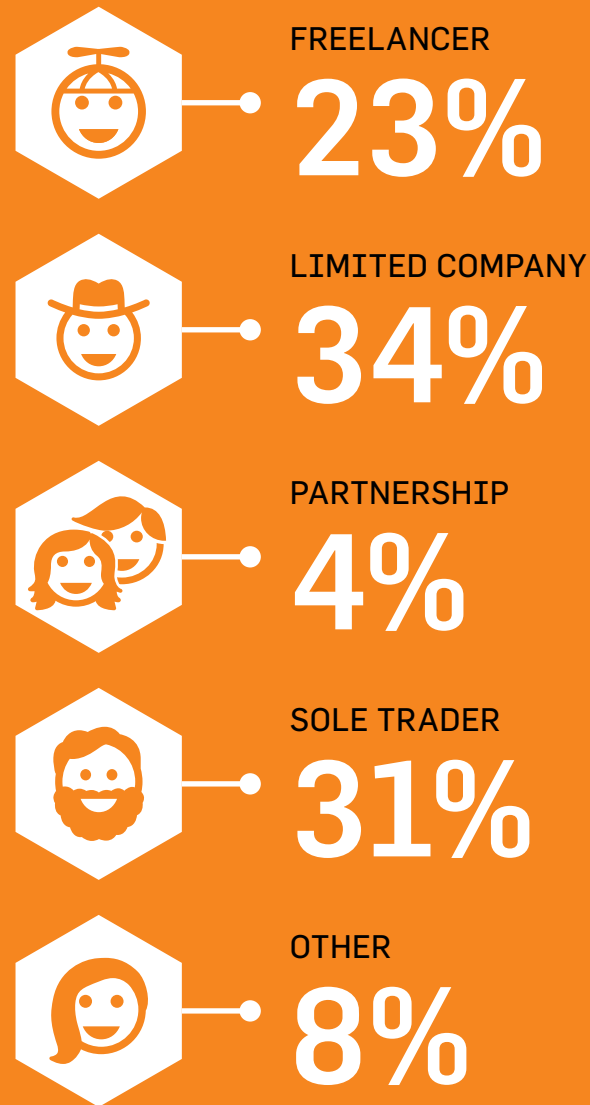 FREELANCER
23%
LIMITED COMPANY
34%
PARTNERSHIP
4%
SOLE TRADER
31%
OTHER
8%